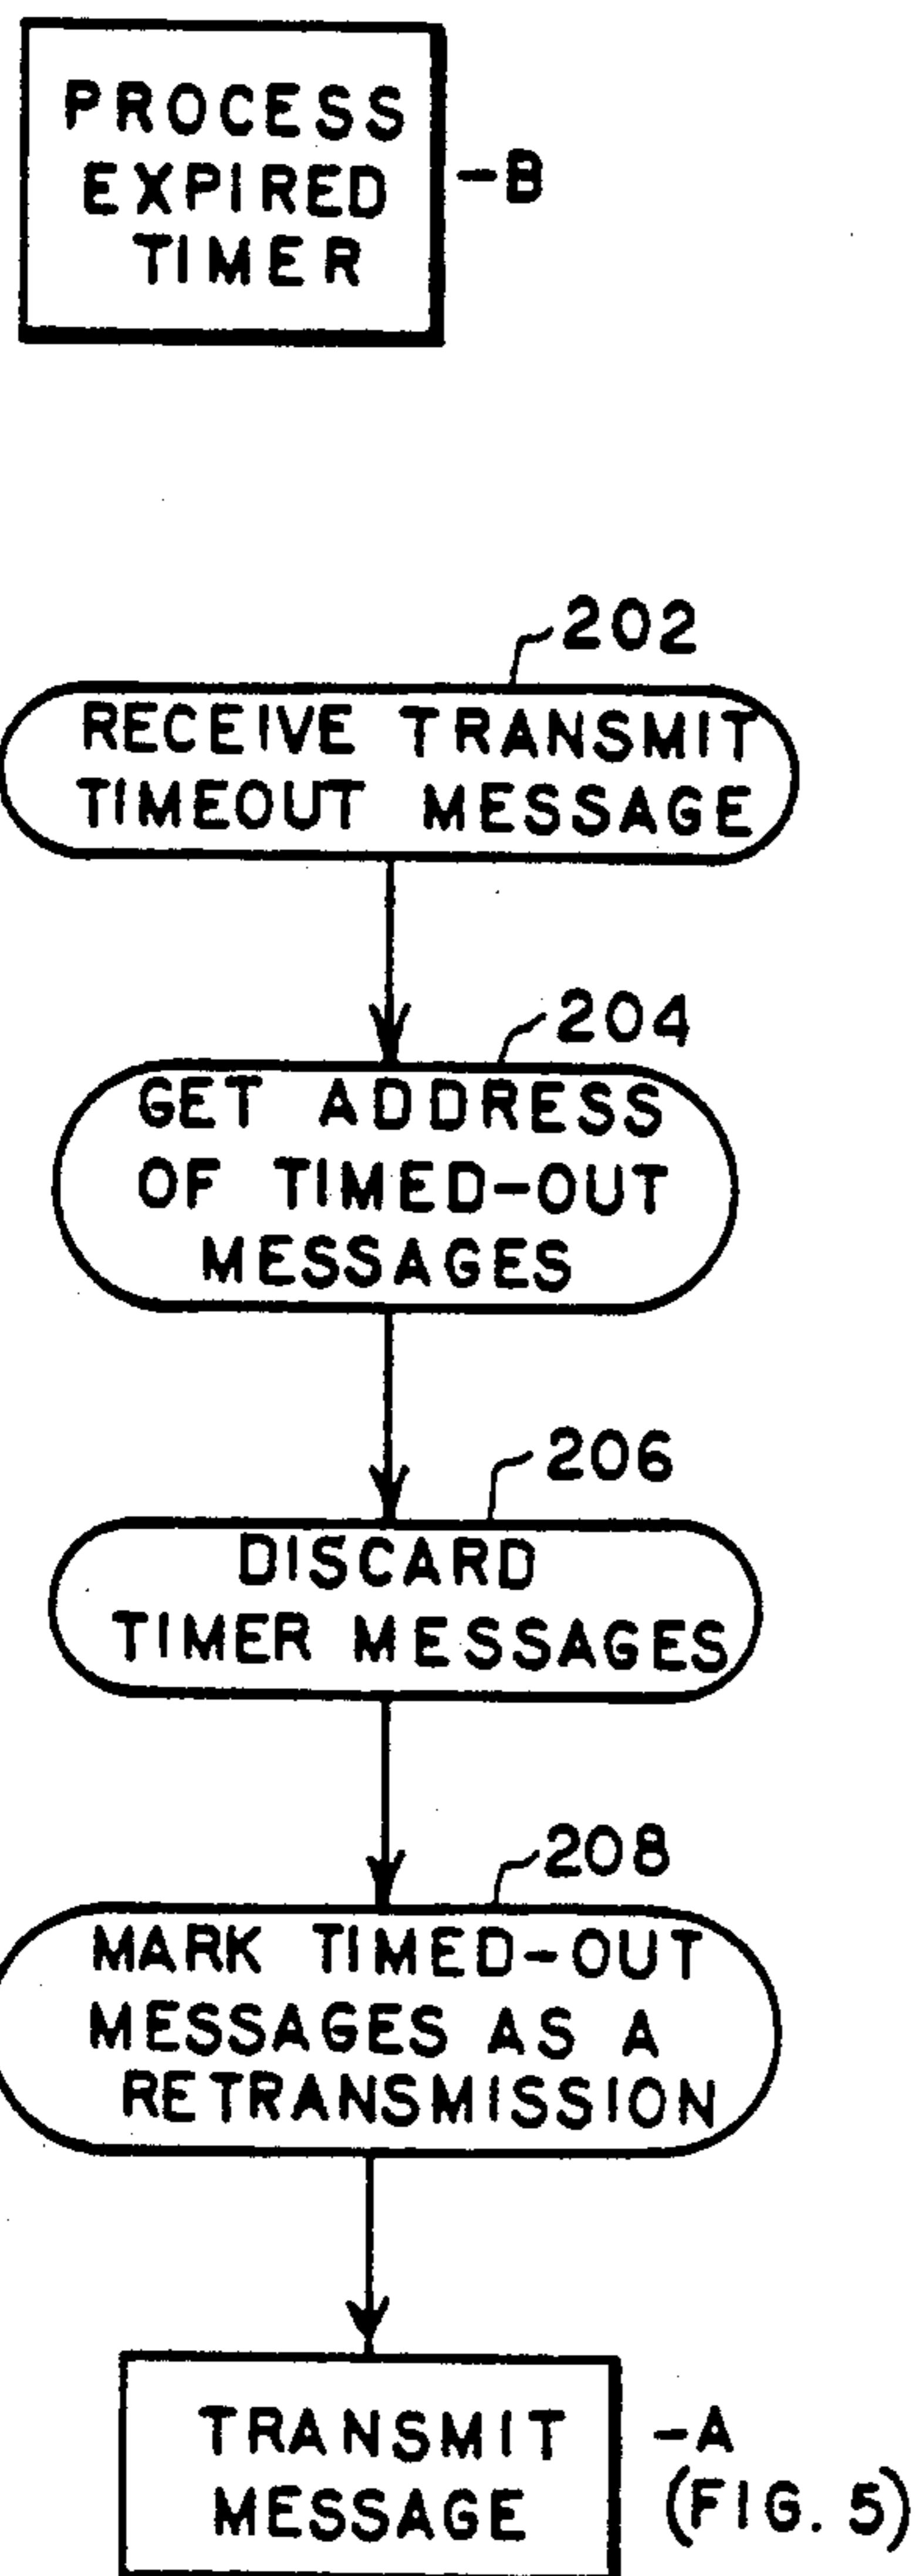 PROCESS
EXPIRED
TIMER
-B
202
RECEIVE TRANSMIT
TIMEOUT MESSAGE
204
GET ADDRESS
OF TIMED-OUT
MESSAGES
206
DISCARD
TIMER MESSAGES
208
MARK TIMED-OUT
MESSAGES AS A
RETRANSMISSION
TRANSMIT
MESSAGE
-A
(FIG. 5)